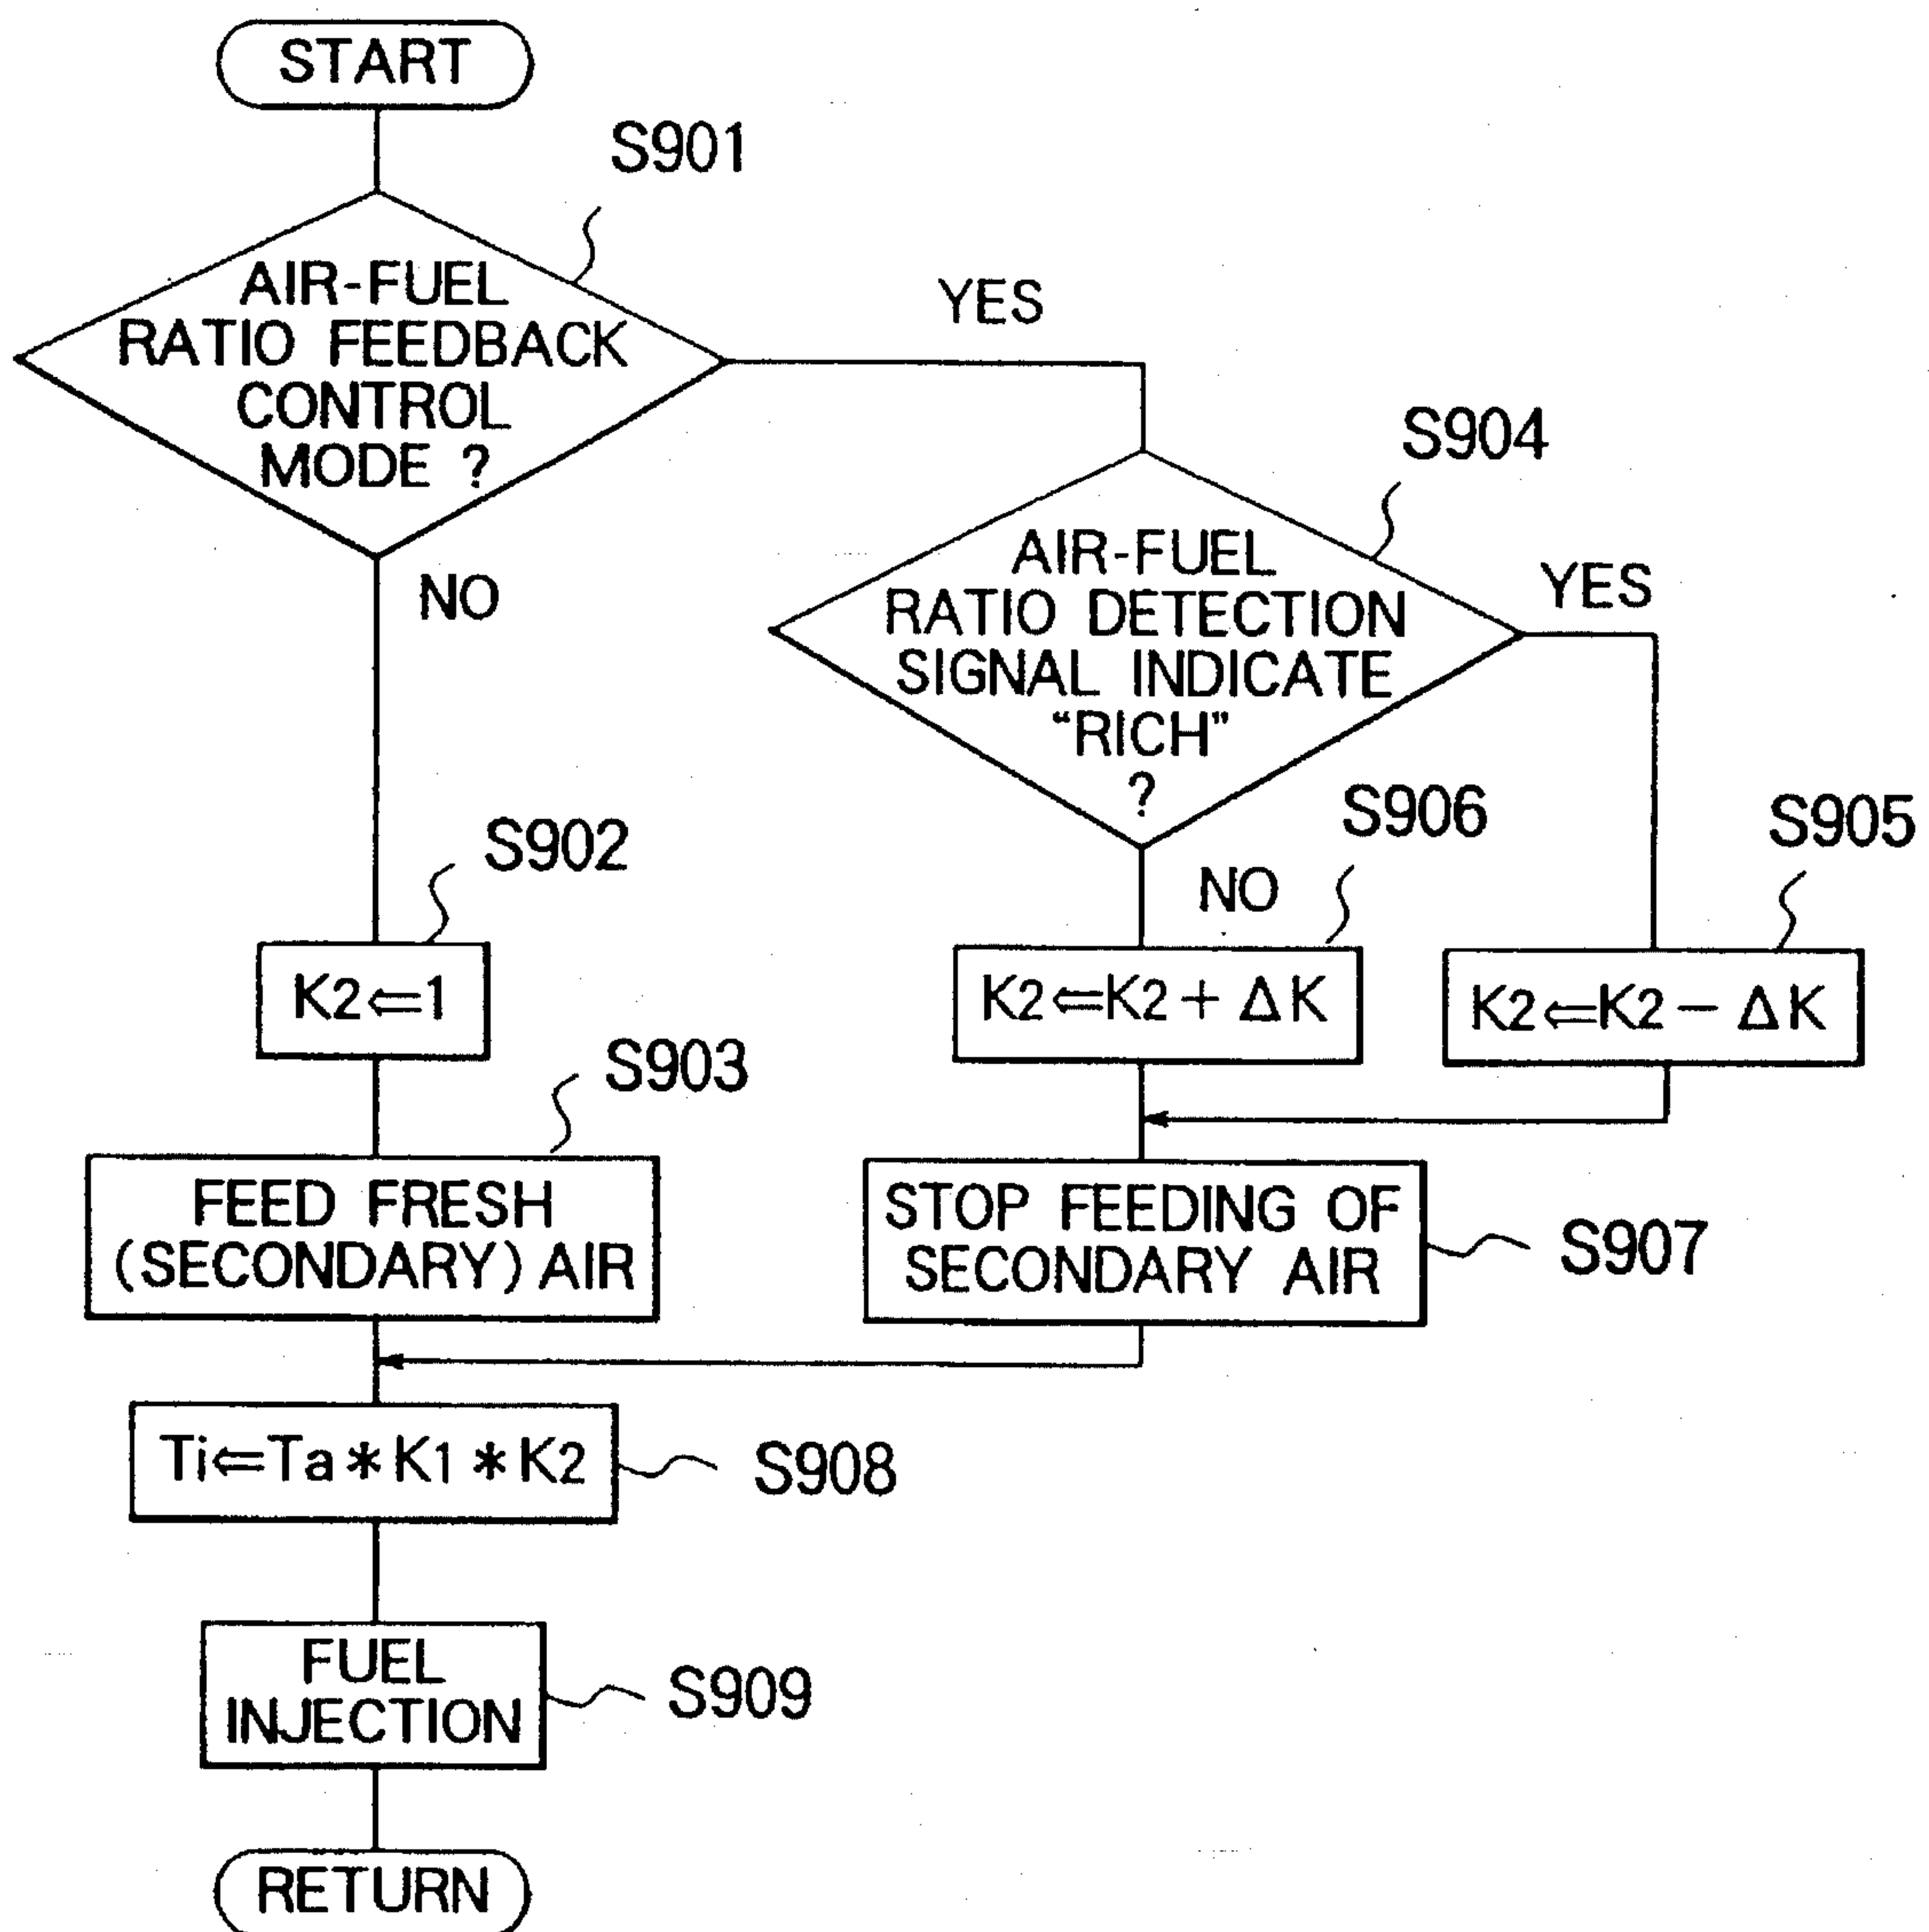 START
S901
AIR-FUEL
RATIO FEEDBACK
CONTROL
MODE ?
YES
NO
S904
AIR-FUEL
RATIO DETECTION
SIGNAL INDICATE
“RICH”
?
YES
NO
S902
K2⇐1
S906
K2⇐K2 + ΔK
S905
K2⇐K2 − ΔK
S903
FEED FRESH
(SECONDARY) AIR
STOP FEEDING OF
SECONDARY AIR
S907
Ti⇐Ta * K1 * K2
S908
FUEL
INJECTION
S909
RETURN